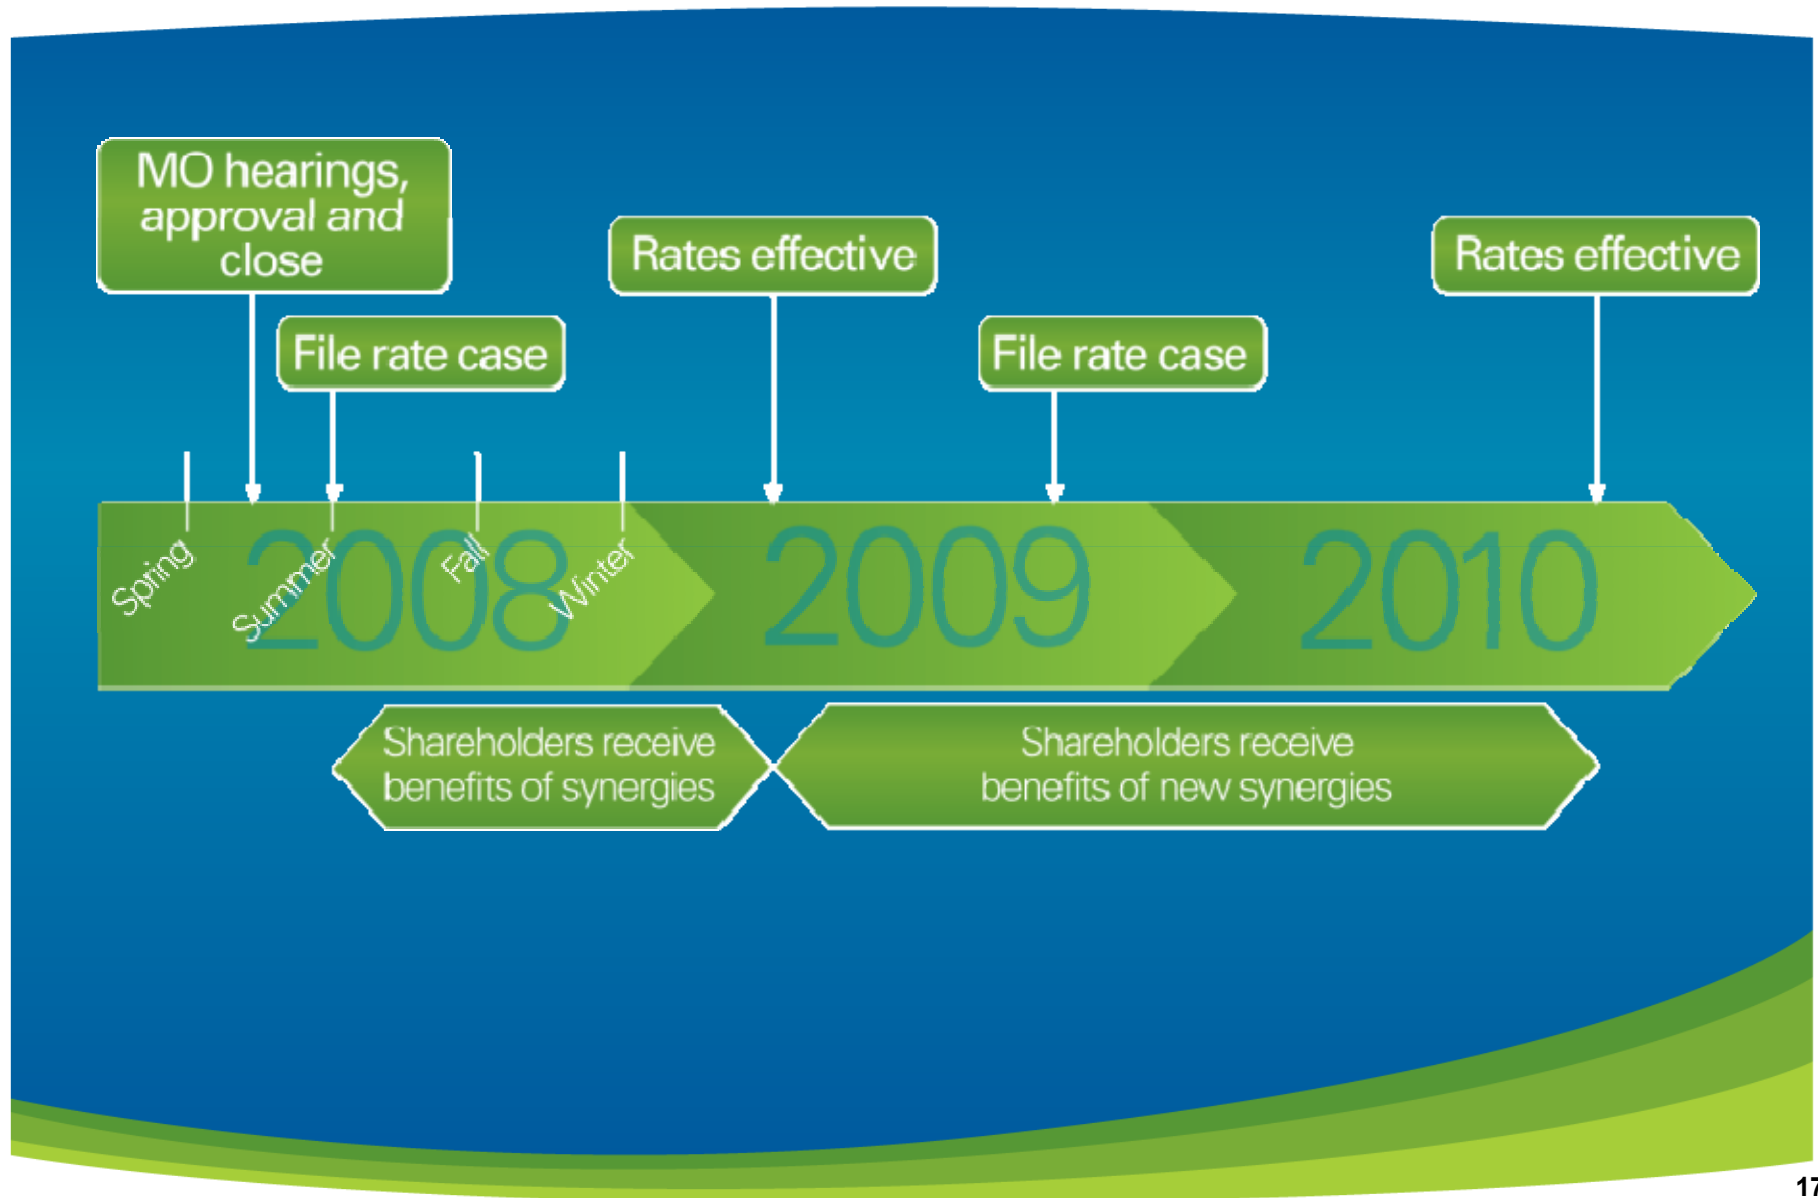 MO hearings,
approval and
close
Rates effective
Rates effective
File rate case
File rate case
Spring
Summer
Fall
Winter
2008
2009
2010
Shareholders receive
benefits of synergies
Shareholders receive
benefits of new synergies
17